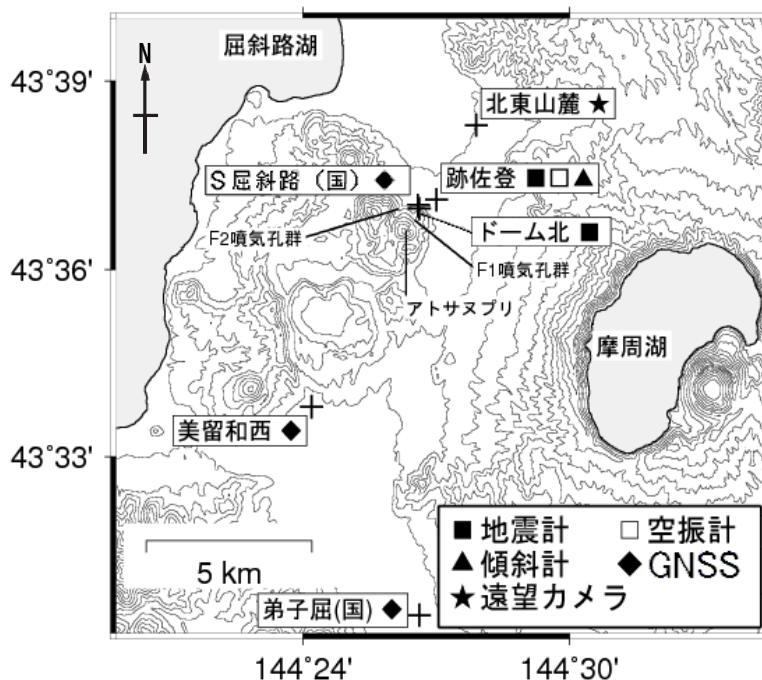 屈斜路湖
N
43°39'
北東山麓 ★
S屈斜路（国） ◆
跡佐登 ■□▲
F2噴気孔群
ドーム北 ■
F1噴気孔群
43°36'
アトサヌプリ
摩周湖
美留和西 ◆
43°33'
■地震計 □空振計
▲傾斜計 ◆GNSS
★遠望カメラ
5 km
弟子屈(国) ◆
144°24' 144°30'